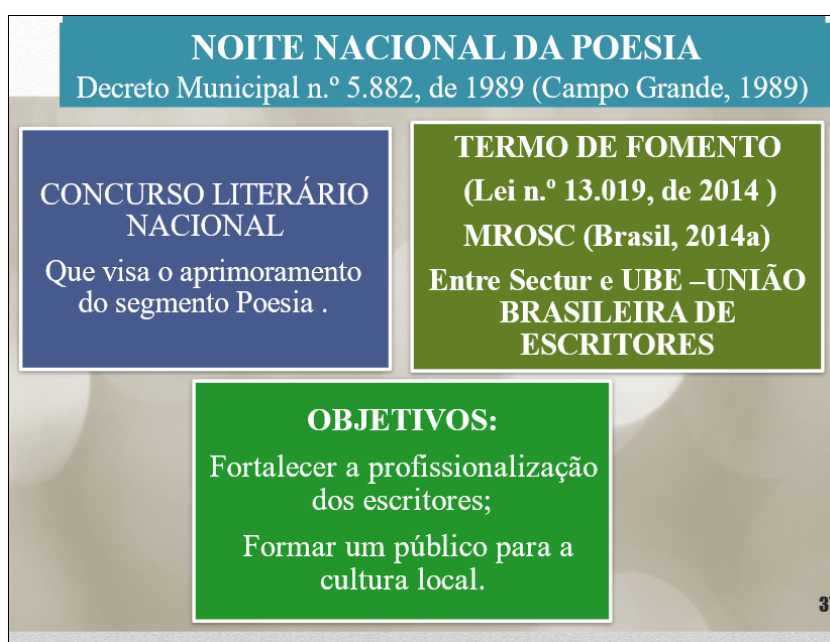 NOITE NACIONAL DA POESIA
Decreto Municipal n.º 5.882, de 1989 (Campo Grande, 1989)
CONCURSO LITERÁRIO
NACIONAL
Que visa o aprimoramento
do segmento Poesia .
TERMO DE FOMENTO
(Lei n.º 13.019, de 2014 )
MROSC (Brasil, 2014a)
Entre Sectur e UBE –UNIÃO
BRASILEIRA DE
ESCRITORES
OBJETIVOS:
Fortalecer a profissionalização
dos escritores;
Formar um público para a
cultura local.